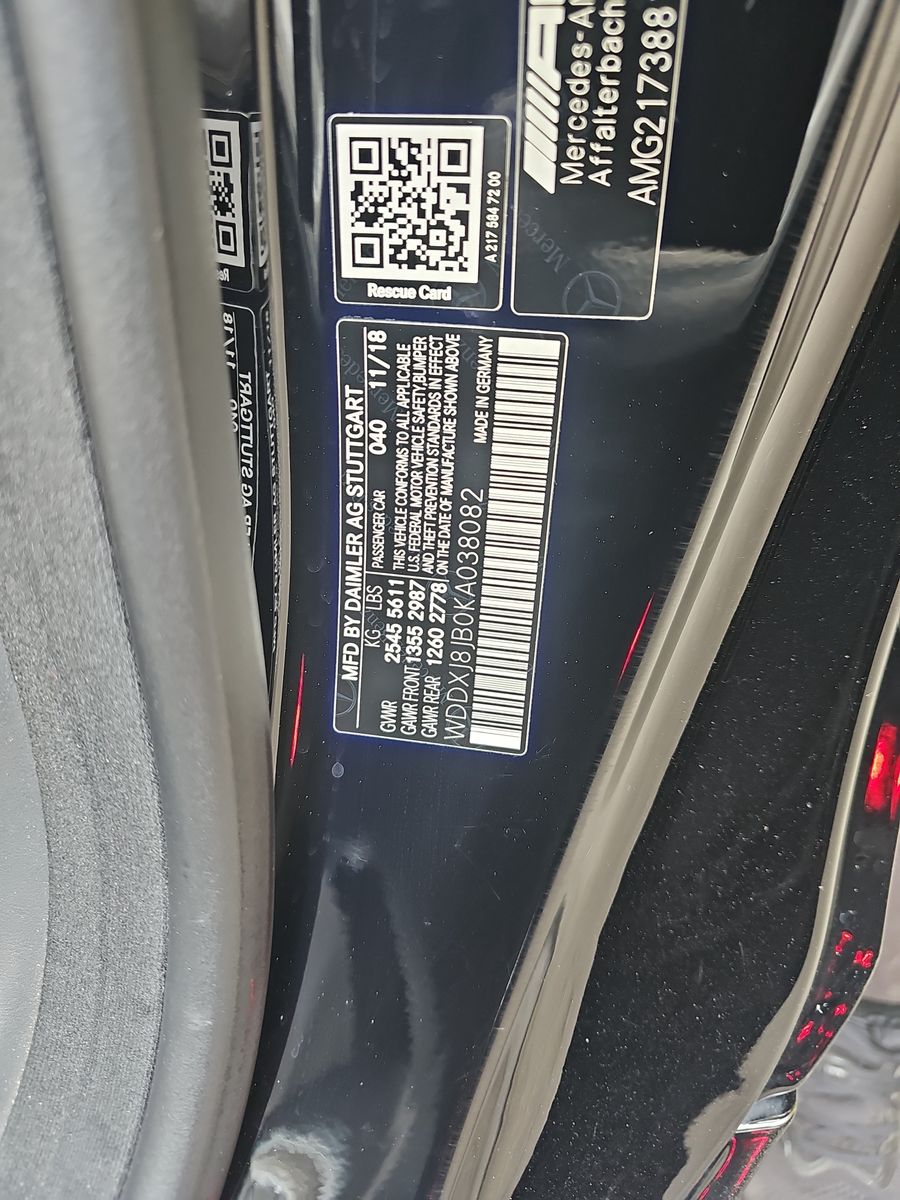 MFD BY DAIMLER AG STUTTGART
KG LBS PASSENGER CAR 040 11/18
GVWR 2545 5611 THIS VEHICLE CONFORMS TO ALL APPLICABLE
GAWR FRONT 1355 2987 U.S. FEDERAL MOTOR VEHICLE SAFETY, BUMPER
GAWR REAR 1260 2778 AND THEFT PREVENTION STANDARDS IN EFFECT
ON THE DATE OF MANUFACTURE SHOWN ABOVE
WDDXJ8JB0KA038082 MADE IN GERMANY
Rescue Card
A 217 584 72 00
Mercedes-A
Affalterbach
AMG217388